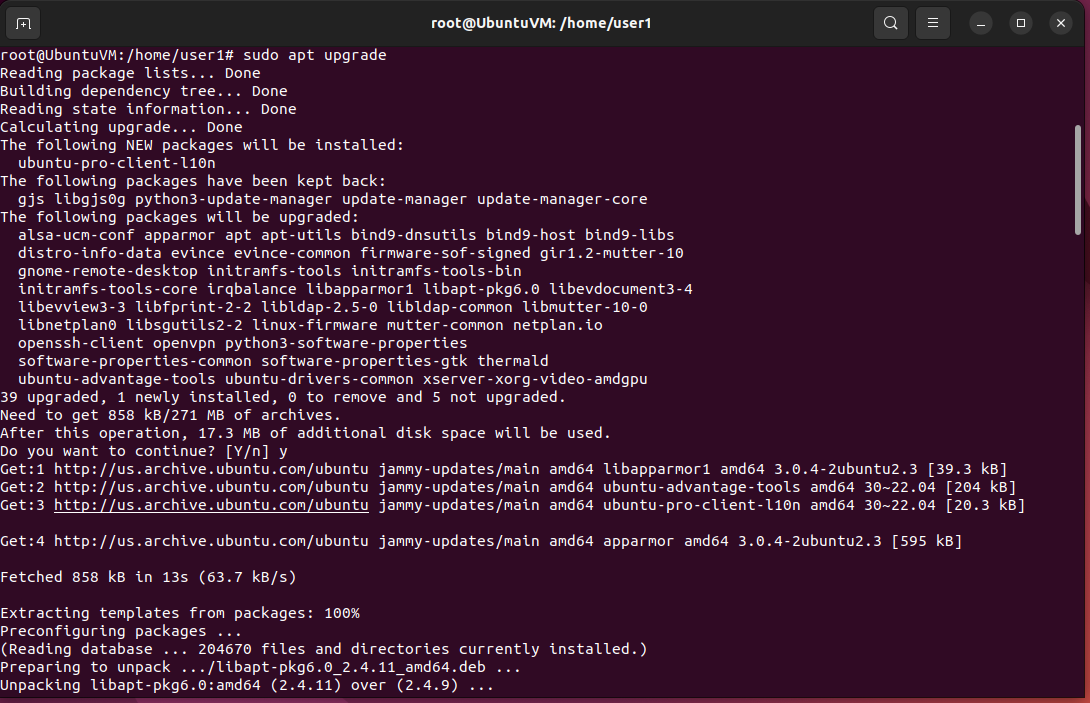 root@UbuntuVM: /home/user1
root@UbuntuVM:/home/user1# sudo apt upgrade
Reading package lists... Done
Building dependency tree... Done
Reading state information... Done
Calculating upgrade... Done
The following NEW packages will be installed:
  ubuntu-pro-client-l10n
The following packages have been kept back:
  gjs libgjs0g python3-update-manager update-manager update-manager-core
The following packages will be upgraded:
  alsa-ucm-conf apparmor apt apt-utils bind9-dnsutils bind9-host bind9-libs
  distro-info-data evince evince-common firmware-sof-signed gir1.2-mutter-10
  gnome-remote-desktop initramfs-tools initramfs-tools-bin
  initramfs-tools-core irqbalance libapparmor1 libapt-pkg6.0 libevdocument3-4
  libevview3-3 libfprint-2-2 libldap-2.5-0 libldap-common libmutter-10-0
  libnetplan0 libsgutils2-2 linux-firmware mutter-common netplan.io
  openssh-client openvpn python3-software-properties
  software-properties-common software-properties-gtk thermald
  ubuntu-advantage-tools ubuntu-drivers-common xserver-xorg-video-amdgpu
39 upgraded, 1 newly installed, 0 to remove and 5 not upgraded.
Need to get 858 kB/271 MB of archives.
After this operation, 17.3 MB of additional disk space will be used.
Do you want to continue? [Y/n] y
Get:1 http://us.archive.ubuntu.com/ubuntu jammy-updates/main amd64 libapparmor1 amd64 3.0.4-2ubuntu2.3 [39.3 kB]
Get:2 http://us.archive.ubuntu.com/ubuntu jammy-updates/main amd64 ubuntu-advantage-tools amd64 30~22.04 [204 kB]
Get:3 http://us.archive.ubuntu.com/ubuntu jammy-updates/main amd64 ubuntu-pro-client-l10n amd64 30~22.04 [20.3 kB]
Get:4 http://us.archive.ubuntu.com/ubuntu jammy-updates/main amd64 apparmor amd64 3.0.4-2ubuntu2.3 [595 kB]
Fetched 858 kB in 13s (63.7 kB/s)
Extracting templates from packages: 100%
Preconfiguring packages ...
(Reading database ... 204670 files and directories currently installed.)
Preparing to unpack .../libapt-pkg6.0_2.4.11_amd64.deb ...
Unpacking libapt-pkg6.0:amd64 (2.4.11) over (2.4.9) ...